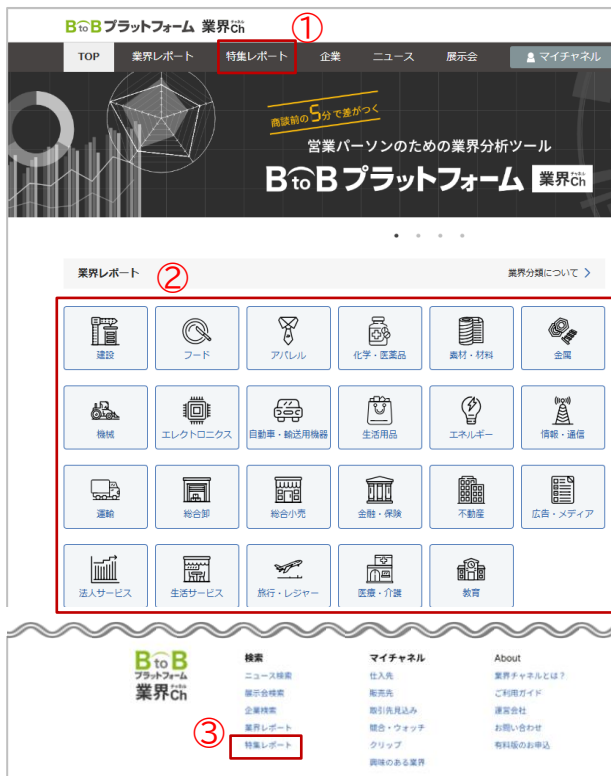 BtoBプラットフォーム 業界Ch チャネル
①
TOP 業界レポート 特集レポート 企業 ニュース 展示会 マイチャネル
商談前の5分で差がつく
営業パーソンのための業界分析ツール
BtoBプラットフォーム 業界Ch チャネル
業界レポート ② 業界分類について >
建設 フード アパレル 化学・医薬品 素材・材料 金属
機械 エレクトロニクス 自動車・輸送用機器 生活用品 エネルギー 情報・通信
運輸 総合卸 総合小売 金融・保険 不動産 広告・メディア
法人サービス 生活サービス 旅行・レジャー 医療・介護 教育
BtoB
プラットフォーム
業界Ch チャネル
検索
ニュース検索
展示会検索
企業検索
業界レポート
③
特集レポート
マイチャネル
仕入先
販売先
取引先見込み
競合・ウォッチ
クリップ
興味のある業界
About
業界チャネルとは?
ご利用ガイド
運営会社
お問い合わせ
有料版のお申込